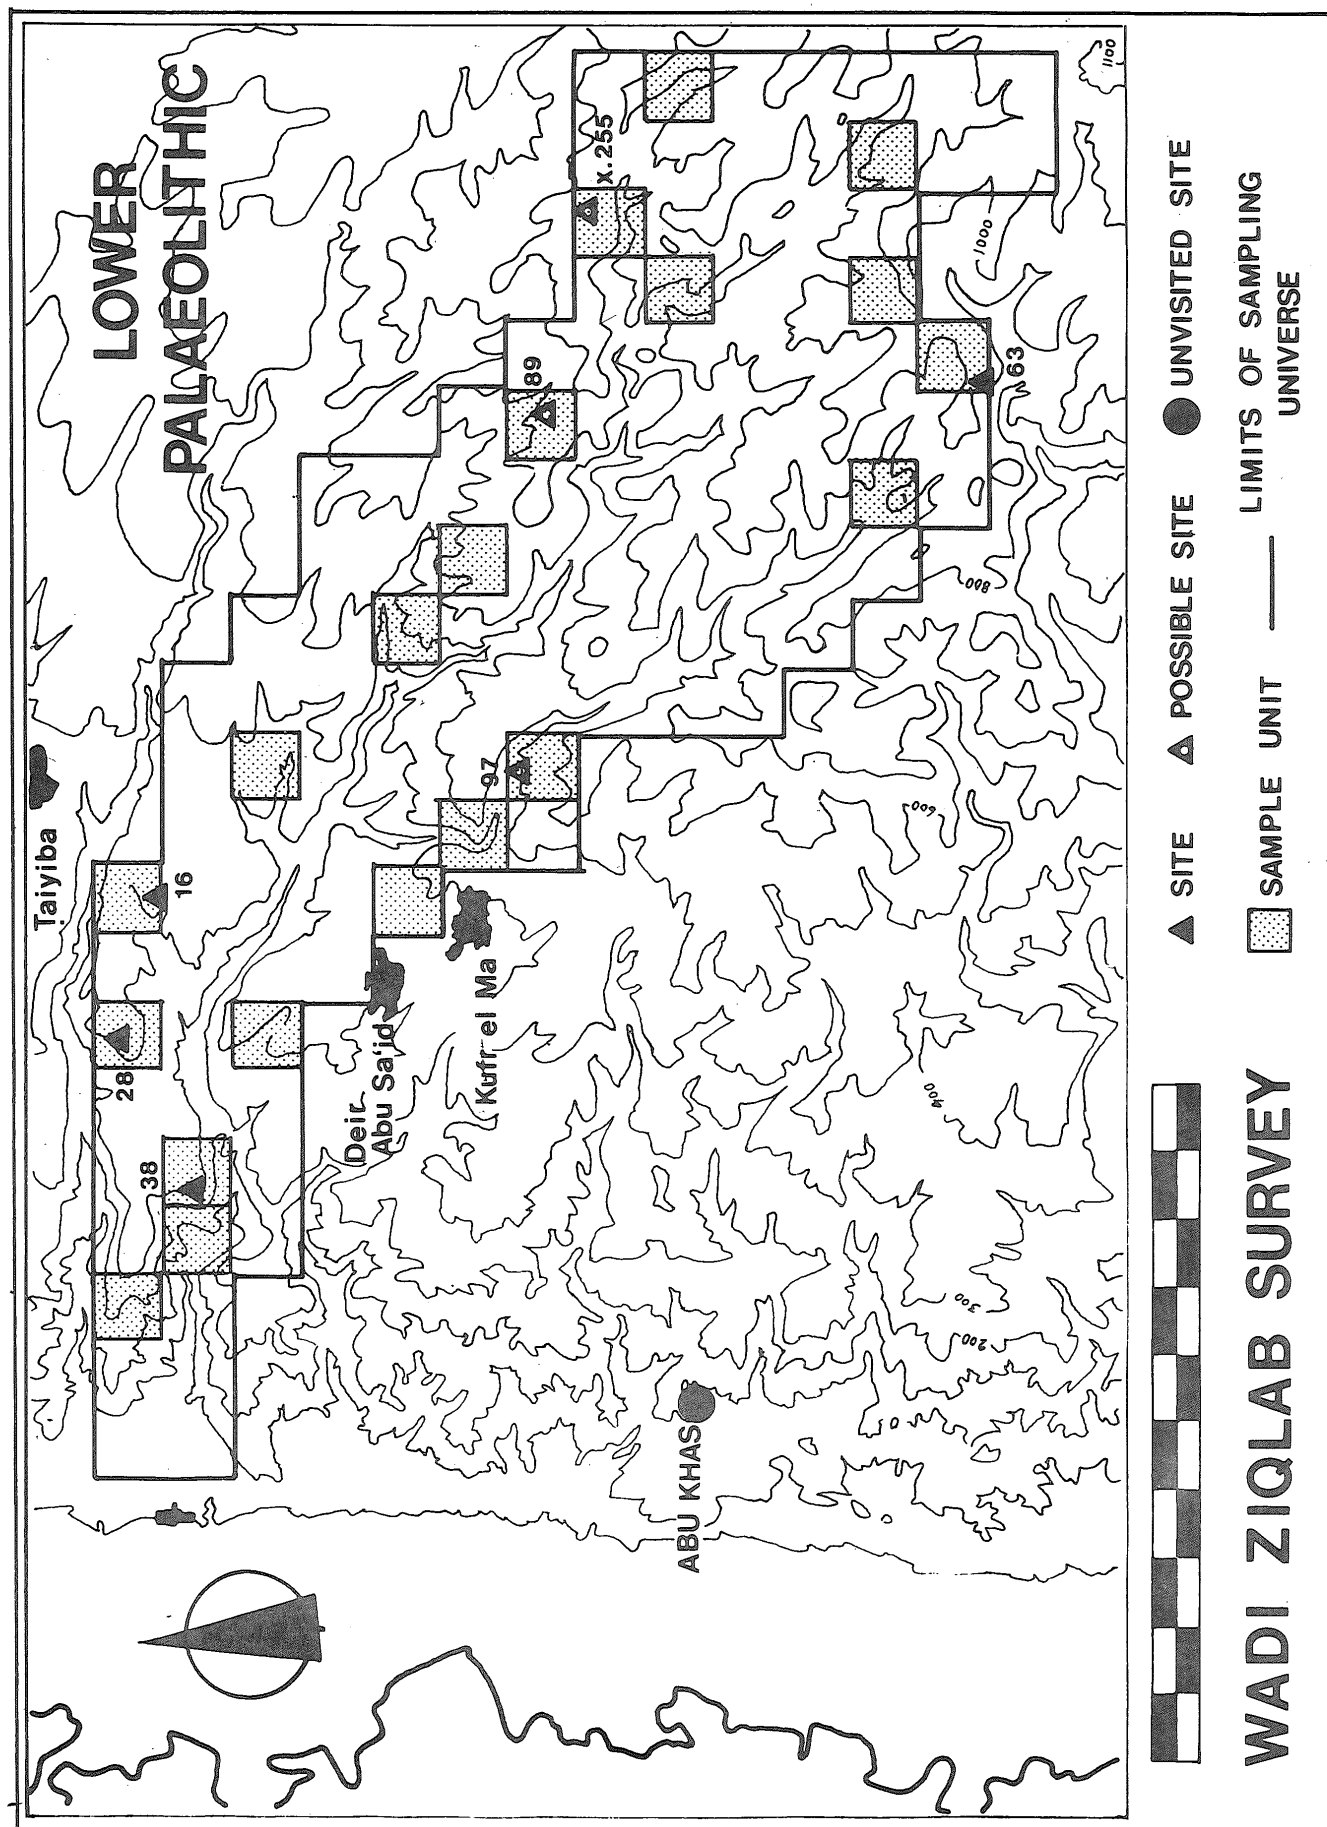 LOWER
PALAEOLITHIC
Taiyiba
16
28
38
Deir
Abu Sa'id
Kufr el Ma
97
89
x.255
63
ABU KHAS
1100
1000
800
600
400
300
200
▲ SITE
▲ POSSIBLE SITE
● UNVISITED SITE
SAMPLE UNIT
LIMITS OF SAMPLING
UNIVERSE
WADI ZIQLAB SURVEY